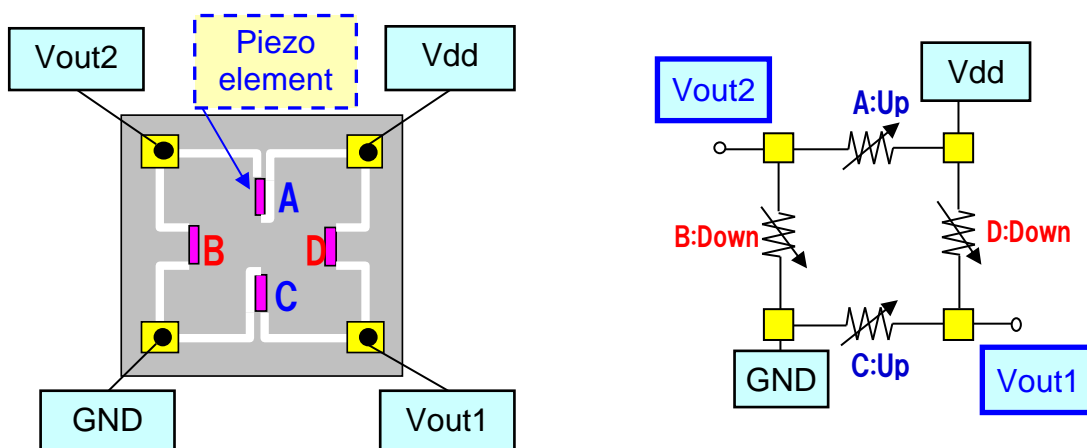 Vout2
Piezo
element
Vdd
A
B
D
C
GND
Vout1
Vout2
A:Up
Vdd
B:Down
D:Down
GND
C:Up
Vout1